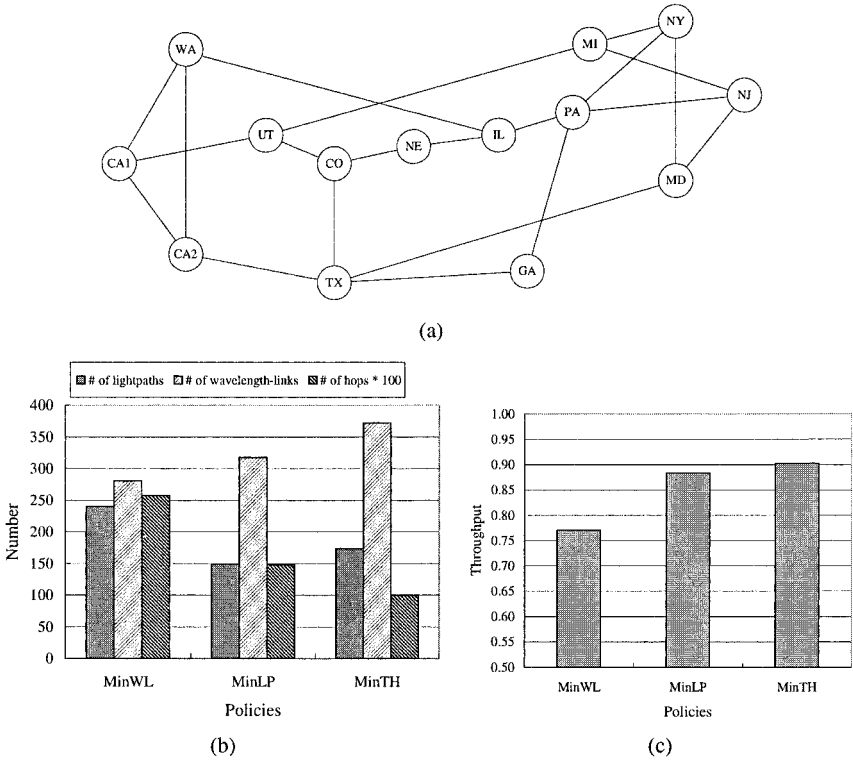 NY
MI
WA
NJ
PA
UT
IL
NE
CO
CA1
MD
CA2
GA
TX
(a)
# of lightpaths # of wavelength-links # of hops * 100
400
350
300
250
200
150
100
50
0
Number
MinWL MinLP MinTH
Policies
(b)
1.00
0.95
0.90
0.85
0.80
0.75
0.70
0.65
0.60
0.55
0.50
Throughput
MinWL MinLP MinTH
Policies
(c)